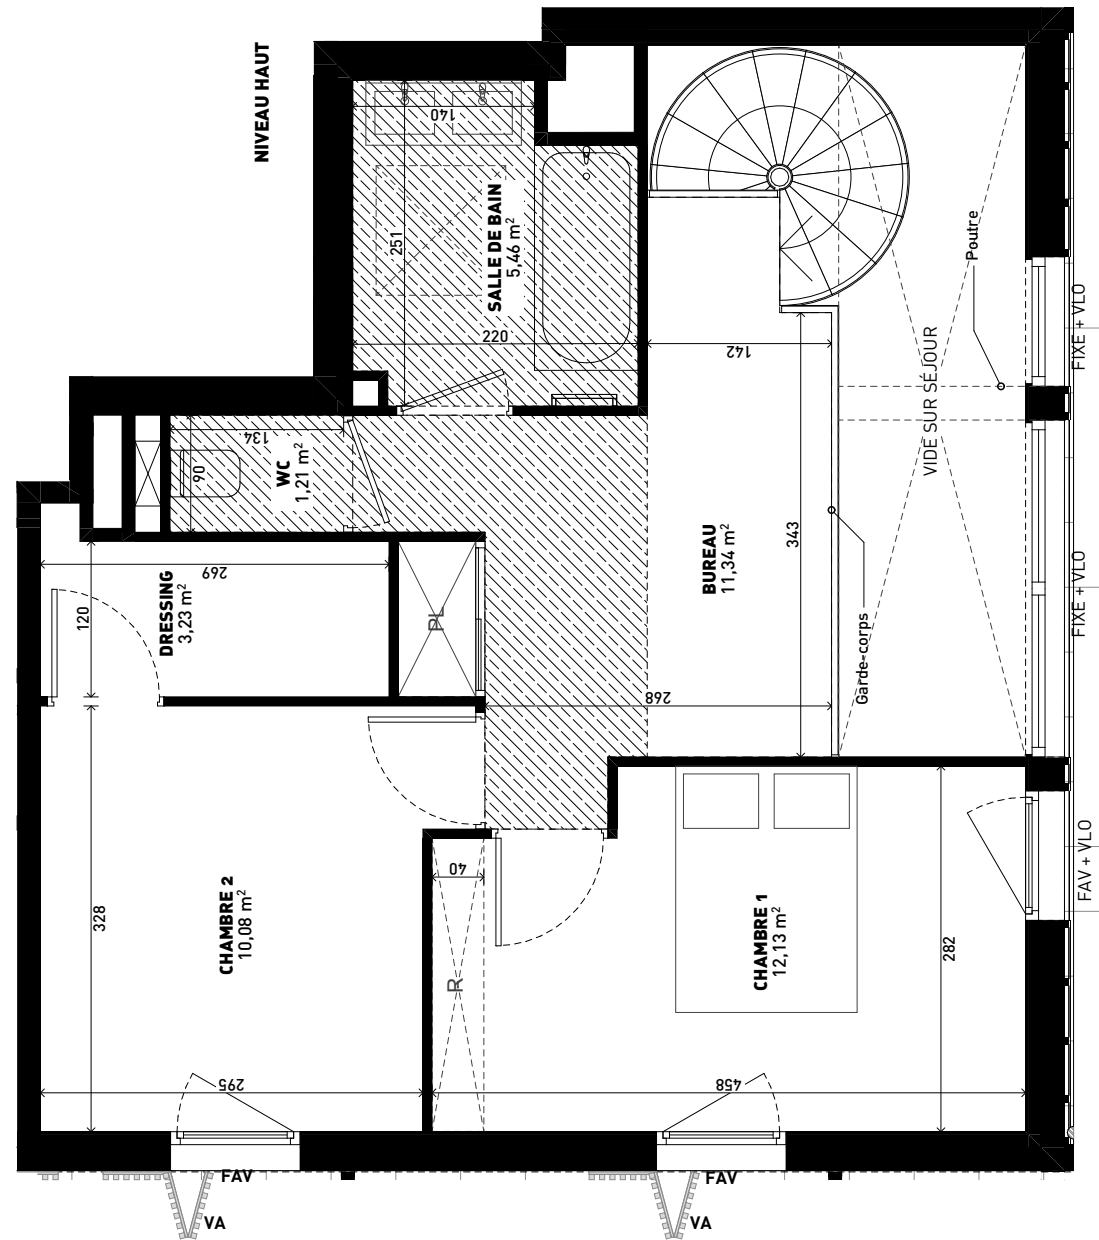 NIVEAU HAUT
140
251
SALLE DE BAIN
5,46 m²
220
142
Poutre
FIXE + VLO
VIDE SUR SÉJOUR
134
90
WC
1,21 m²
BUREAU
11,34 m²
343
269
DRESSING
3,23 m²
120
PL
Garde-corps
FIXE + VLO
268
40
FAV + VLO
328
CHAMBRE 2
10,08 m²
CHAMBRE 1
12,13 m²
282
R
295
458
FAV
VA
FAV
VA